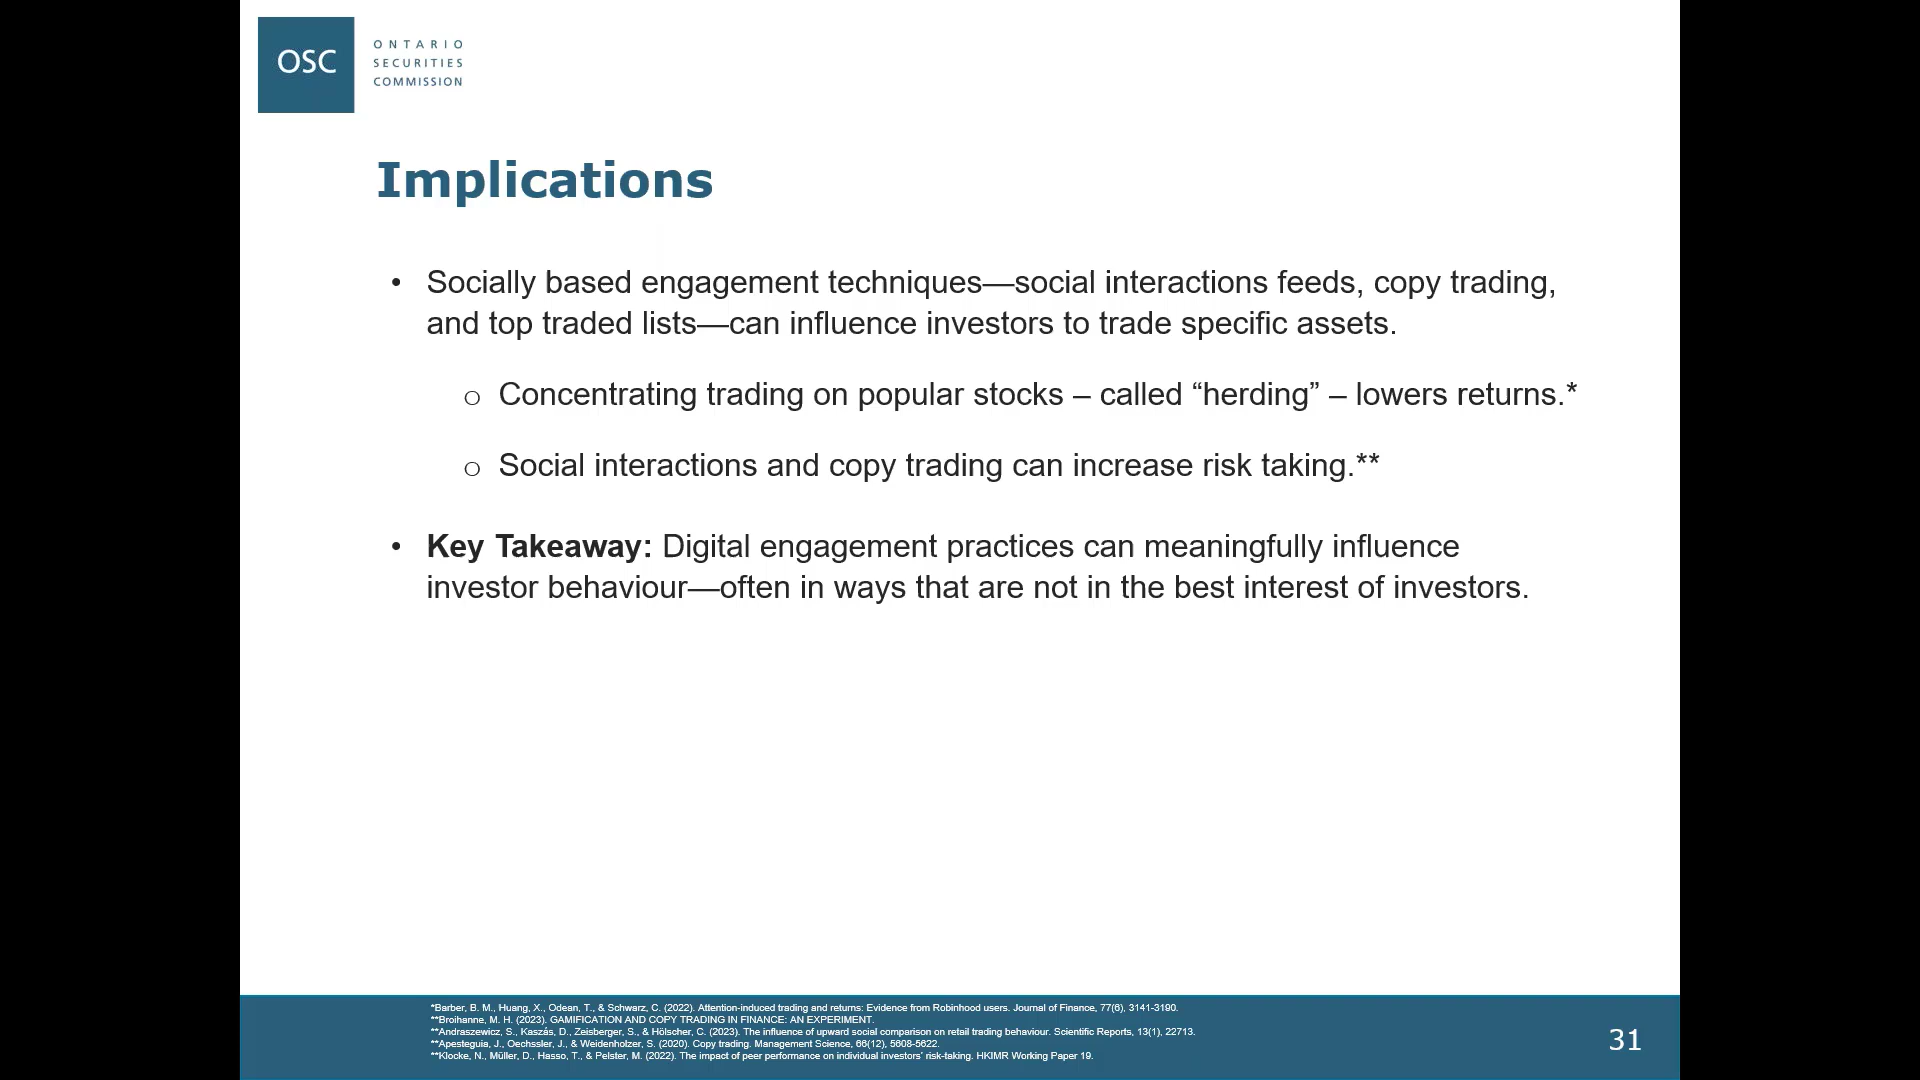 OSC
ONTARIO
SECURITIES
COMMISSION
Implications
• Socially based engagement techniques—social interactions feeds, copy trading,
and top traded lists—can influence investors to trade specific assets.
o Concentrating trading on popular stocks – called “herding” – lowers returns.*
o Social interactions and copy trading can increase risk taking.**
• Key Takeaway: Digital engagement practices can meaningfully influence
investor behaviour—often in ways that are not in the best interest of investors.
*Barber, B. M., Huang, X., Odean, T., & Schwarz, C. (2022). Attention-induced trading and returns: Evidence from Robinhood users. Journal of Finance, 77(6), 3141-3190.
**Broihanne, M. H. (2023). GAMIFICATION AND COPY TRADING IN FINANCE: AN EXPERIMENT.
**Andraszewicz, S., Kaszás, D., Zeisberger, S., & Hölscher, C. (2023). The influence of upward social comparison on retail trading behaviour. Scientific Reports, 13(1), 22713.
**Apesteguia, J., Oechssler, J., & Weidenholzer, S. (2020). Copy trading. Management Science, 66(12), 5608-5622.
**Klocke, N., Müller, D., Hasso, T., & Pelster, M. (2022). The impact of peer performance on individual investors' risk-taking. HKIMR Working Paper 19.
31